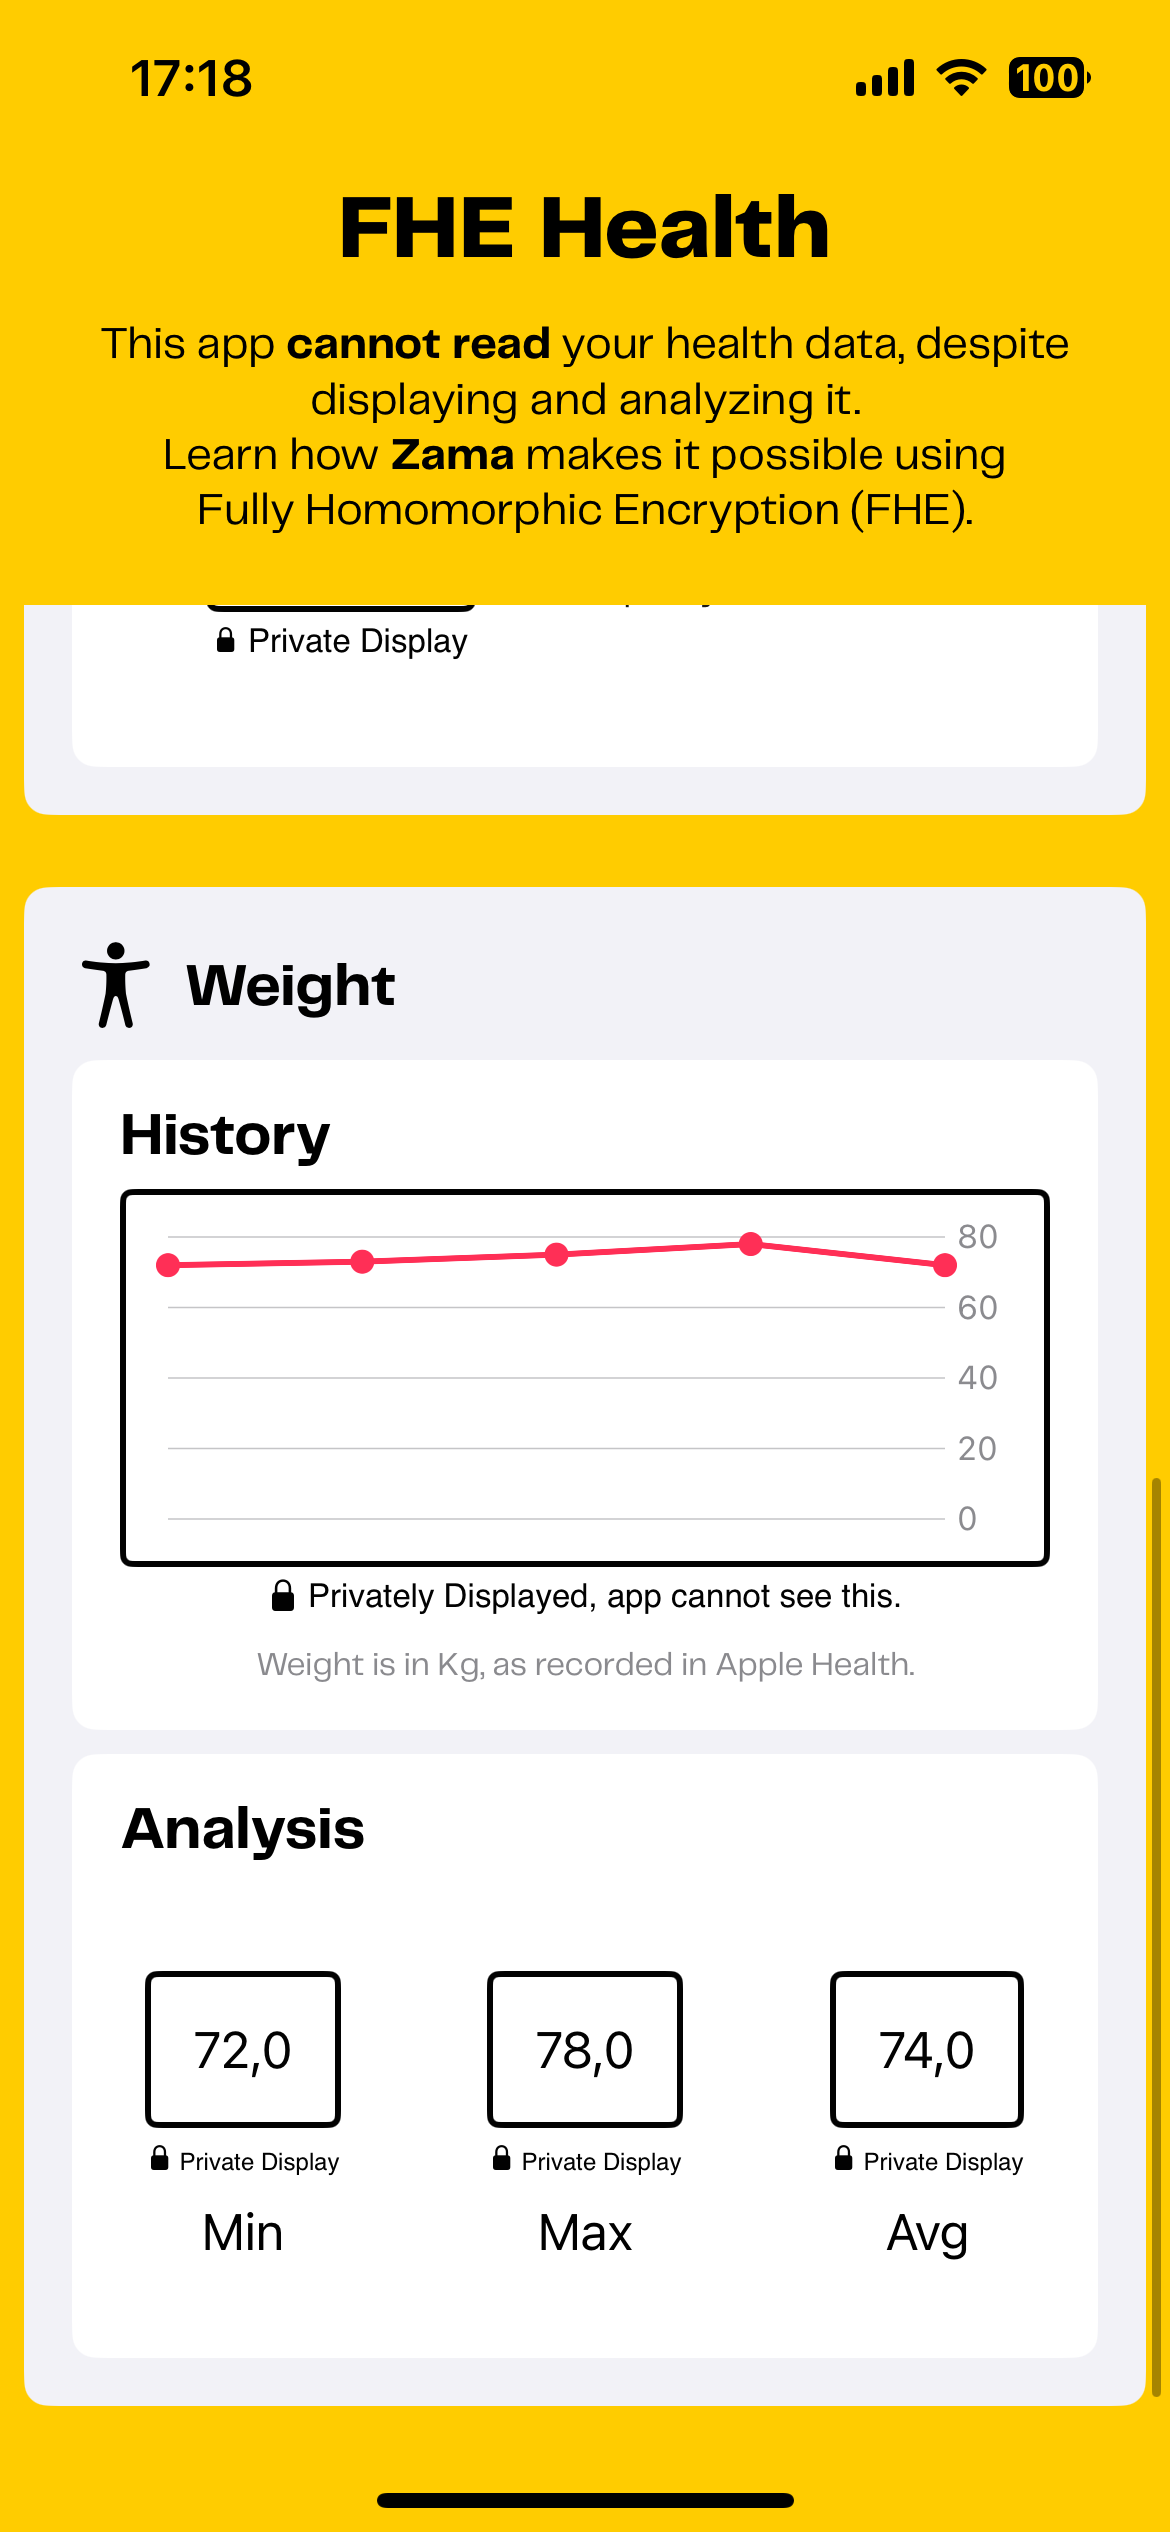 17:18
100
FHE Health
This app cannot read your health data, despite
displaying and analyzing it.
Learn how Zama makes it possible using
Fully Homomorphic Encryption (FHE).
Private Display
Weight
History
80
60
40
20
0
Privately Displayed, app cannot see this.
Weight is in Kg, as recorded in Apple Health.
Analysis
72,0 78,0 74,0
Private Display Private Display Private Display
Min Max Avg